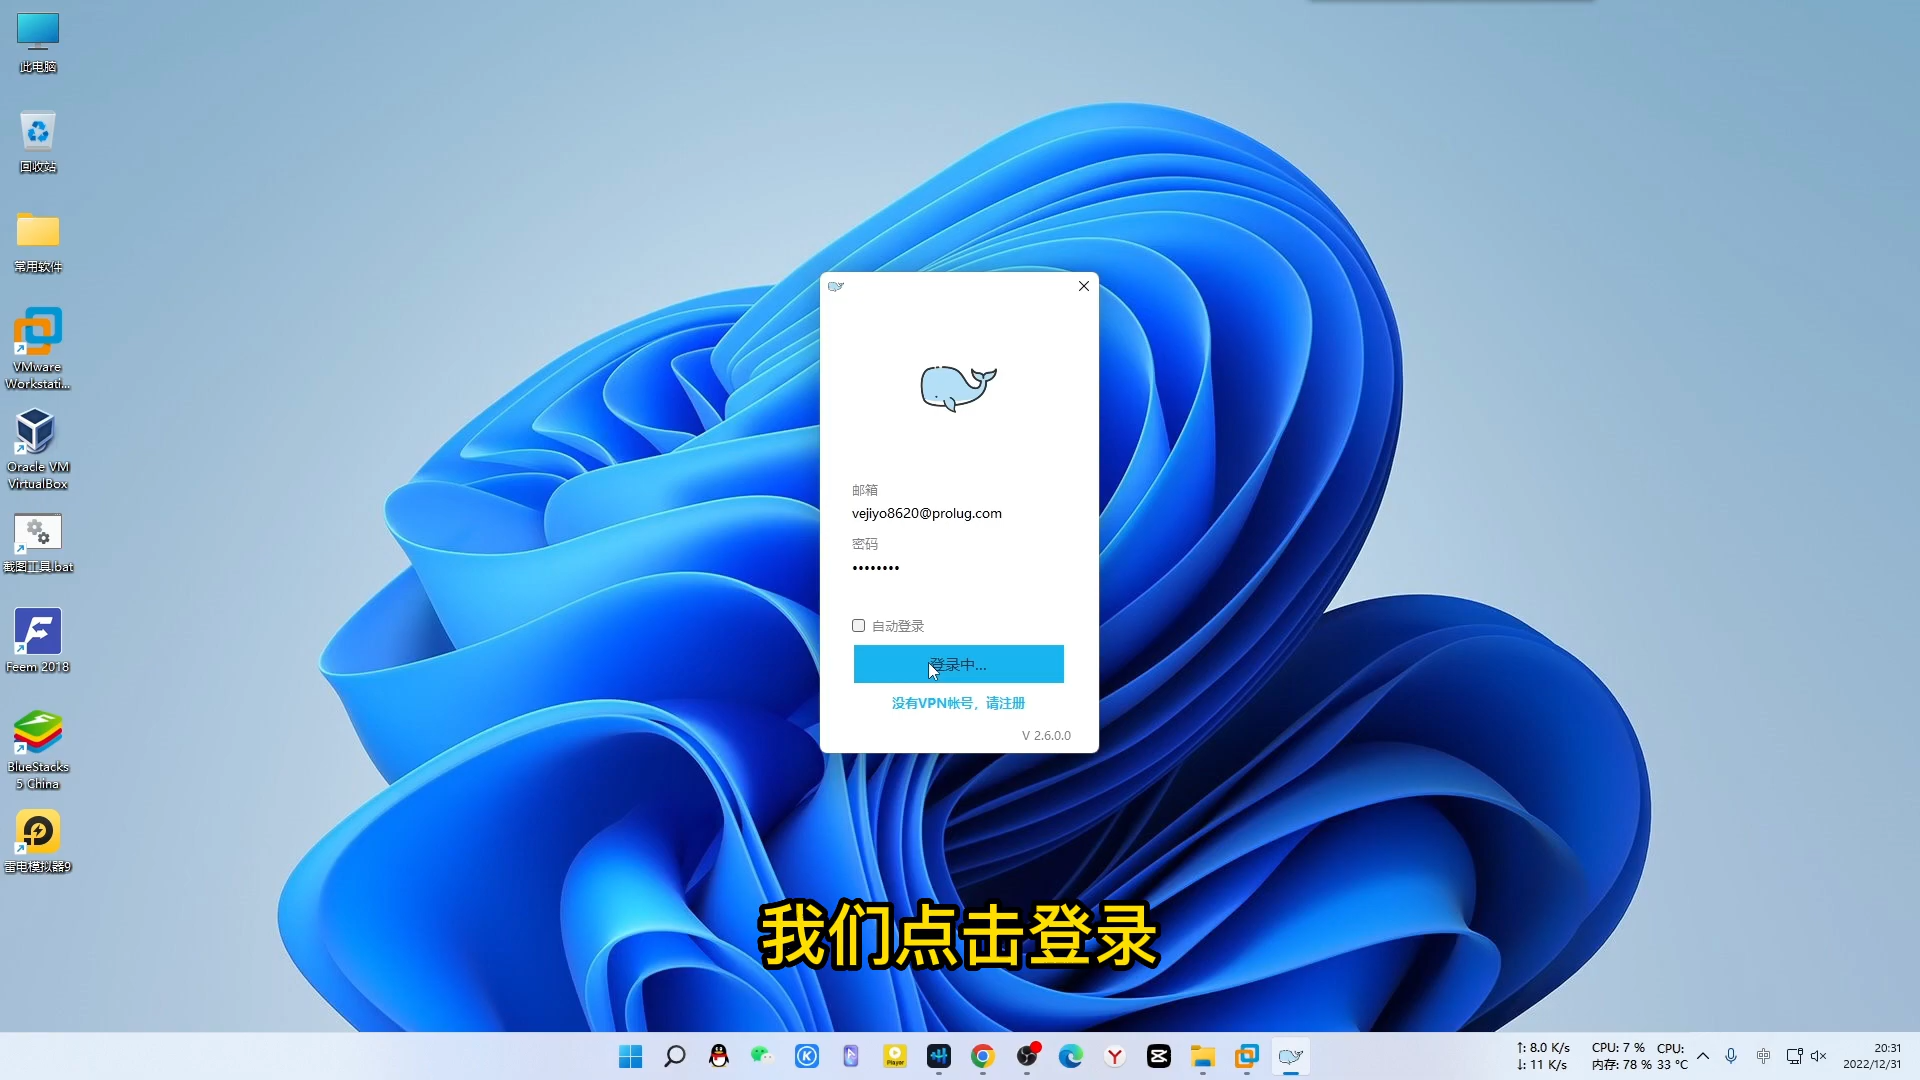 此电脑
回收站
常用软件
VMware
Workstati...
Oracle VM
VirtualBox
截图工具.bat
Feem 2018
BlueStacks
5 China
雷电模拟器9
邮箱
vejiyo8620@prolug.com
密码
••••••••
自动登录
登录中...
没有VPN帐号，请注册
V 2.6.0.0
我们点击登录
Player
↑: 8.0 K/s
↓: 11 K/s
CPU: 7 %
内存: 78 %
CPU:
33 °C
中
20:31
2022/12/31